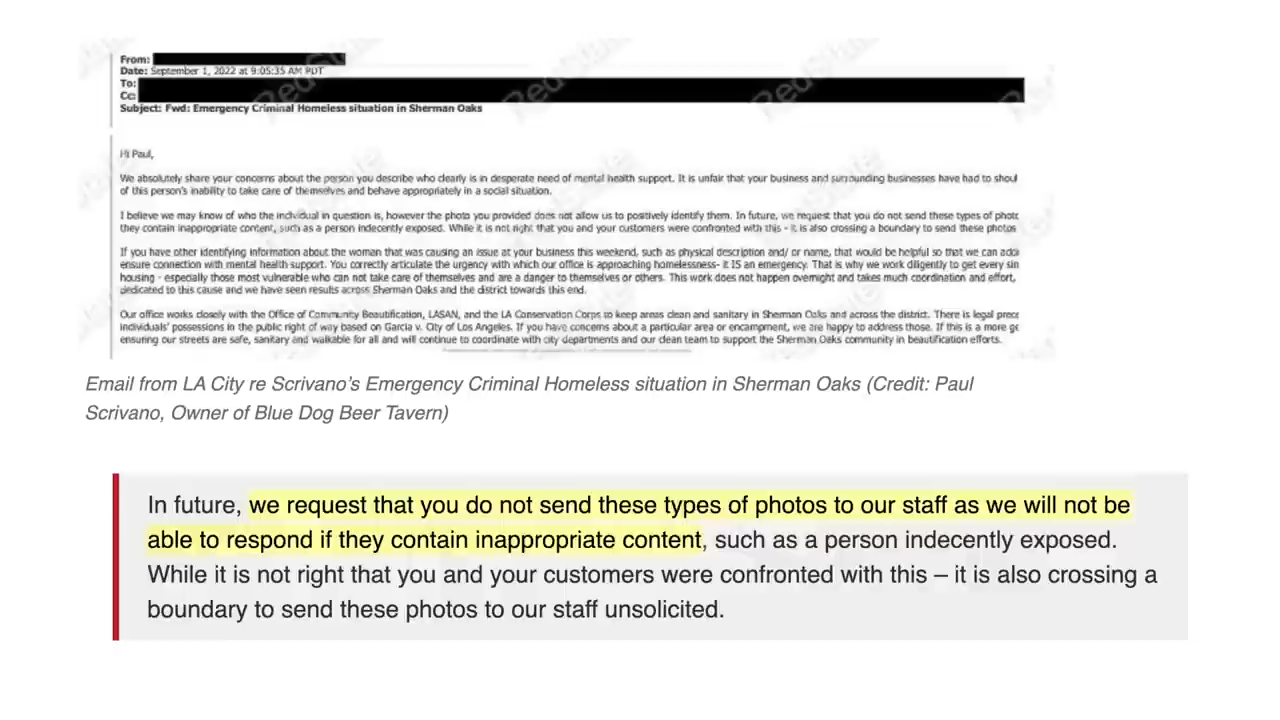 From:
Date: September 1, 2022 at 9:05:35 AM PDT
To:
Cc:
Subject: Fwd: Emergency Criminal Homeless situation in Sherman Oaks
Hi Paul,
We absolutely share your concerns about the person you describe who clearly is in desperate need of mental health support. It is unfair that your business and surrounding businesses have had to shoul
of this person's inability to take care of themselves and behave appropriately in a social situation.
I believe we may know of who the individual in question is, however the photo you provided does not allow us to positively identify them. In future, we request that you do not send these types of photo
they contain inappropriate content, such as a person indecently exposed. While it is not right that you and your customers were confronted with this - it is also crossing a boundary to send these photos
If you have other identifying information about the woman that was causing an issue at your business this weekend, such as physical description and/ or name, that would be helpful so that we can add
ensure connection with mental health support. You correctly articulate the urgency with which our office is approaching homelessness- it IS an emergency. That is why we work diligently to get every sin
housing - especially those most vulnerable who can not take care of themselves and are a danger to themselves or others. This work does not happen overnight and takes much coordination and effort,
dedicated to this cause and we have seen results across Sherman Oaks and the district towards this end.
Our office works closely with the Office of Community Beautification, LASAN, and the LA Conservation Corps to keep areas clean and sanitary in Sherman Oaks and across the district. There is legal prece
individuals' possessions in the public right of way based on Garcia v. City of Los Angeles. If you have concerns about a particular area or encampment, we are happy to address those. If this is a more ge
ensuring our streets are safe, sanitary and walkable for all and will continue to coordinate with city departments and our clean team to support the Sherman Oaks community in beautification efforts.
RedState
RedState
Email from LA City re Scrivano's Emergency Criminal Homeless situation in Sherman Oaks (Credit: Paul
Scrivano, Owner of Blue Dog Beer Tavern)
In future, we request that you do not send these types of photos to our staff as we will not be
able to respond if they contain inappropriate content, such as a person indecently exposed.
While it is not right that you and your customers were confronted with this – it is also crossing a
boundary to send these photos to our staff unsolicited.